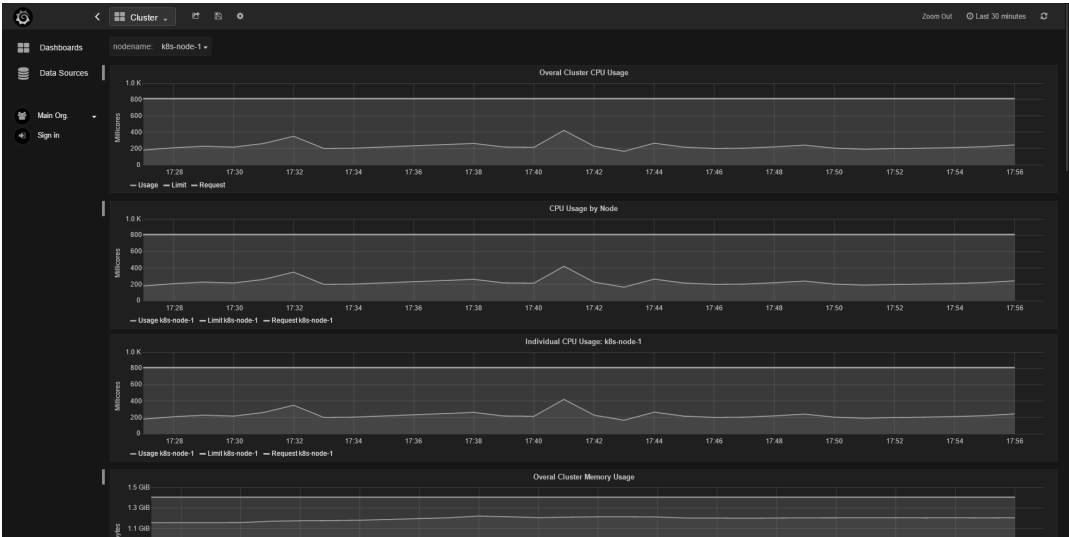 Cluster
Zoom Out Last 30 minutes
Dashboards
Data Sources
Main Org.
Sign in
nodename: k8s-node-1
Overal Cluster CPU Usage
1.0 K
800
600
400
200
0
Millicores
17:28 17:30 17:32 17:34 17:36 17:38 17:40 17:42 17:44 17:46 17:48 17:50 17:52 17:54 17:56
Usage Limit Request
CPU Usage by Node
1.0 K
800
600
400
200
0
Millicores
17:28 17:30 17:32 17:34 17:36 17:38 17:40 17:42 17:44 17:46 17:48 17:50 17:52 17:54 17:56
Usage k8s-node-1 Limit k8s-node-1 Request k8s-node-1
Individual CPU Usage: k8s-node-1
1.0 K
800
600
400
200
0
Millicores
17:28 17:30 17:32 17:34 17:36 17:38 17:40 17:42 17:44 17:46 17:48 17:50 17:52 17:54 17:56
Usage k8s-node-1 Limit k8s-node-1 Request k8s-node-1
Overal Cluster Memory Usage
1.5 GiB
1.3 GiB
1.1 GiB